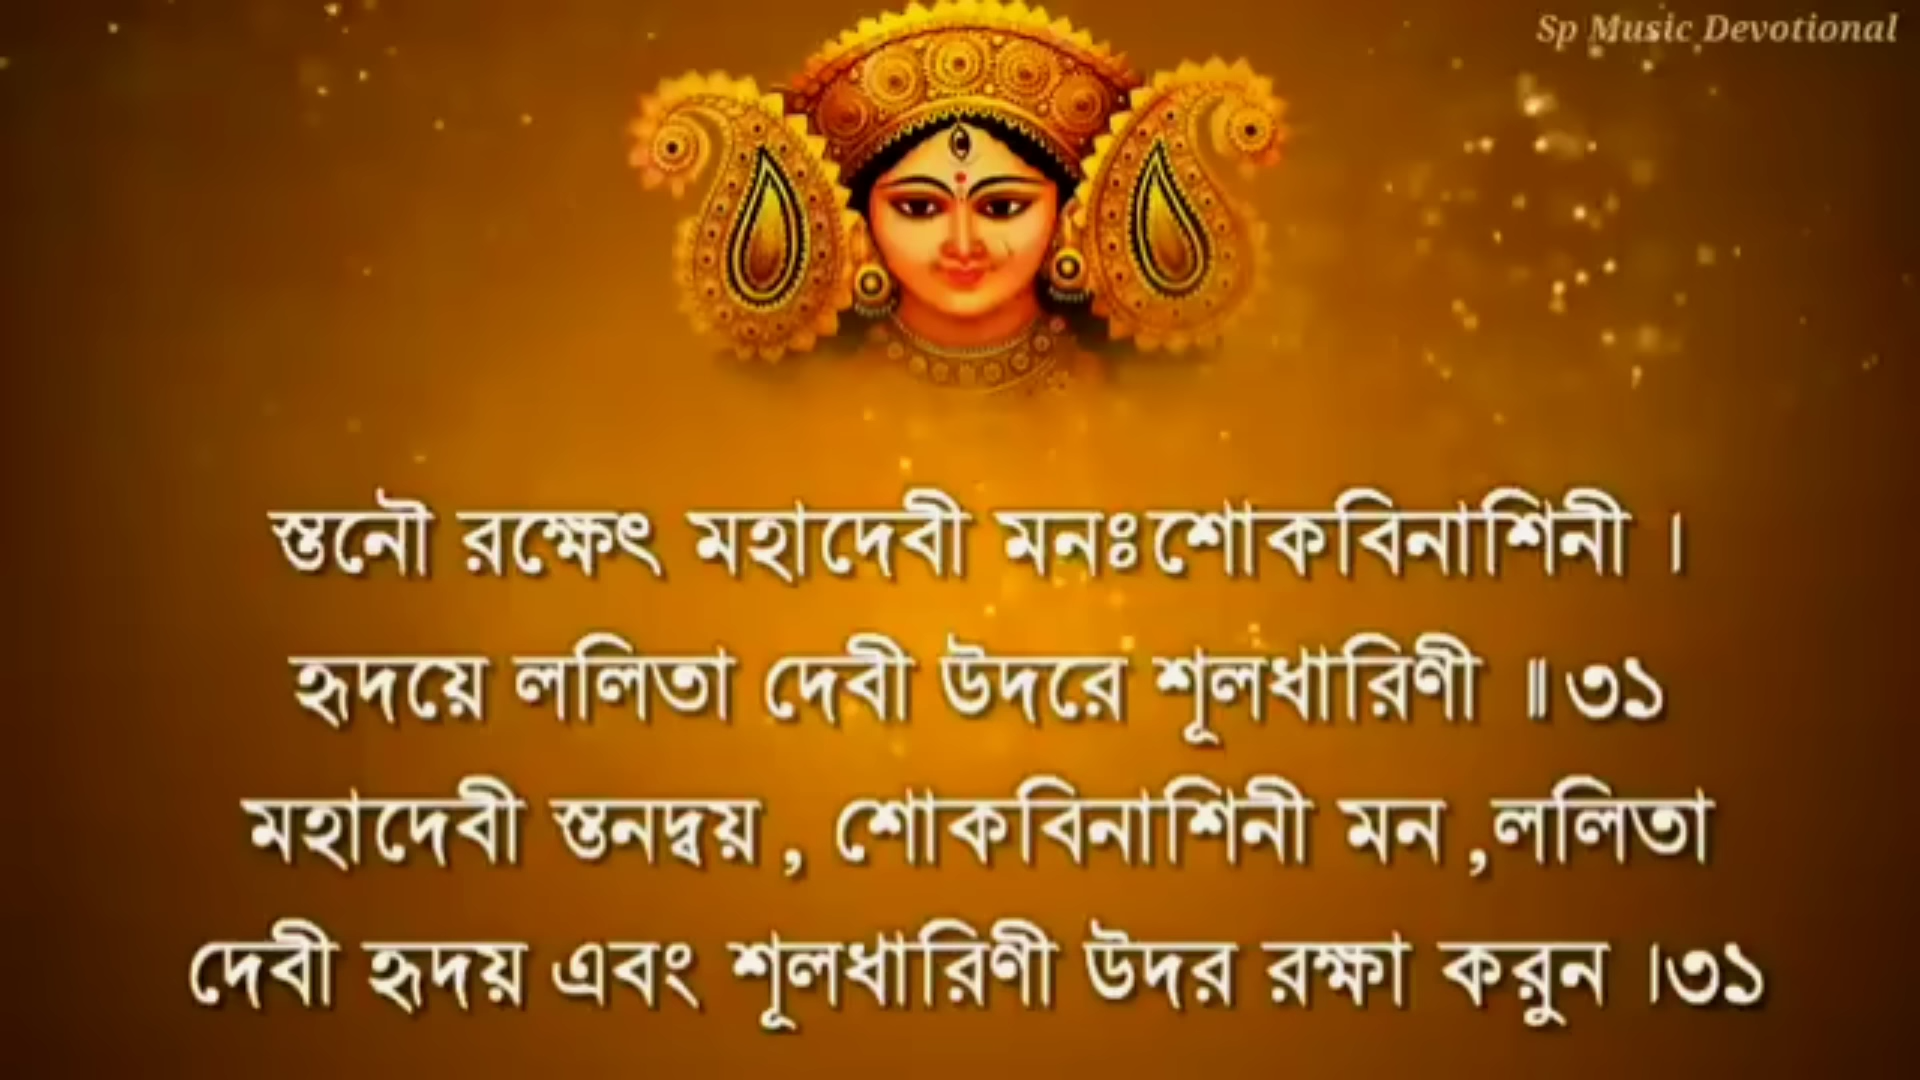 Sp Music Devotional
স্তনৌ রক্ষেৎ মহাদেবী মনঃশোকবিনাশিনী ।
হৃদয়ে ললিতা দেবী উদরে শূলধারিণী ॥৩১
মহাদেবী স্তনদ্বয় , শোকবিনাশিনী মন ,ললিতা
দেবী হৃদয় এবং শূলধারিণী উদর রক্ষা করুন ।৩১